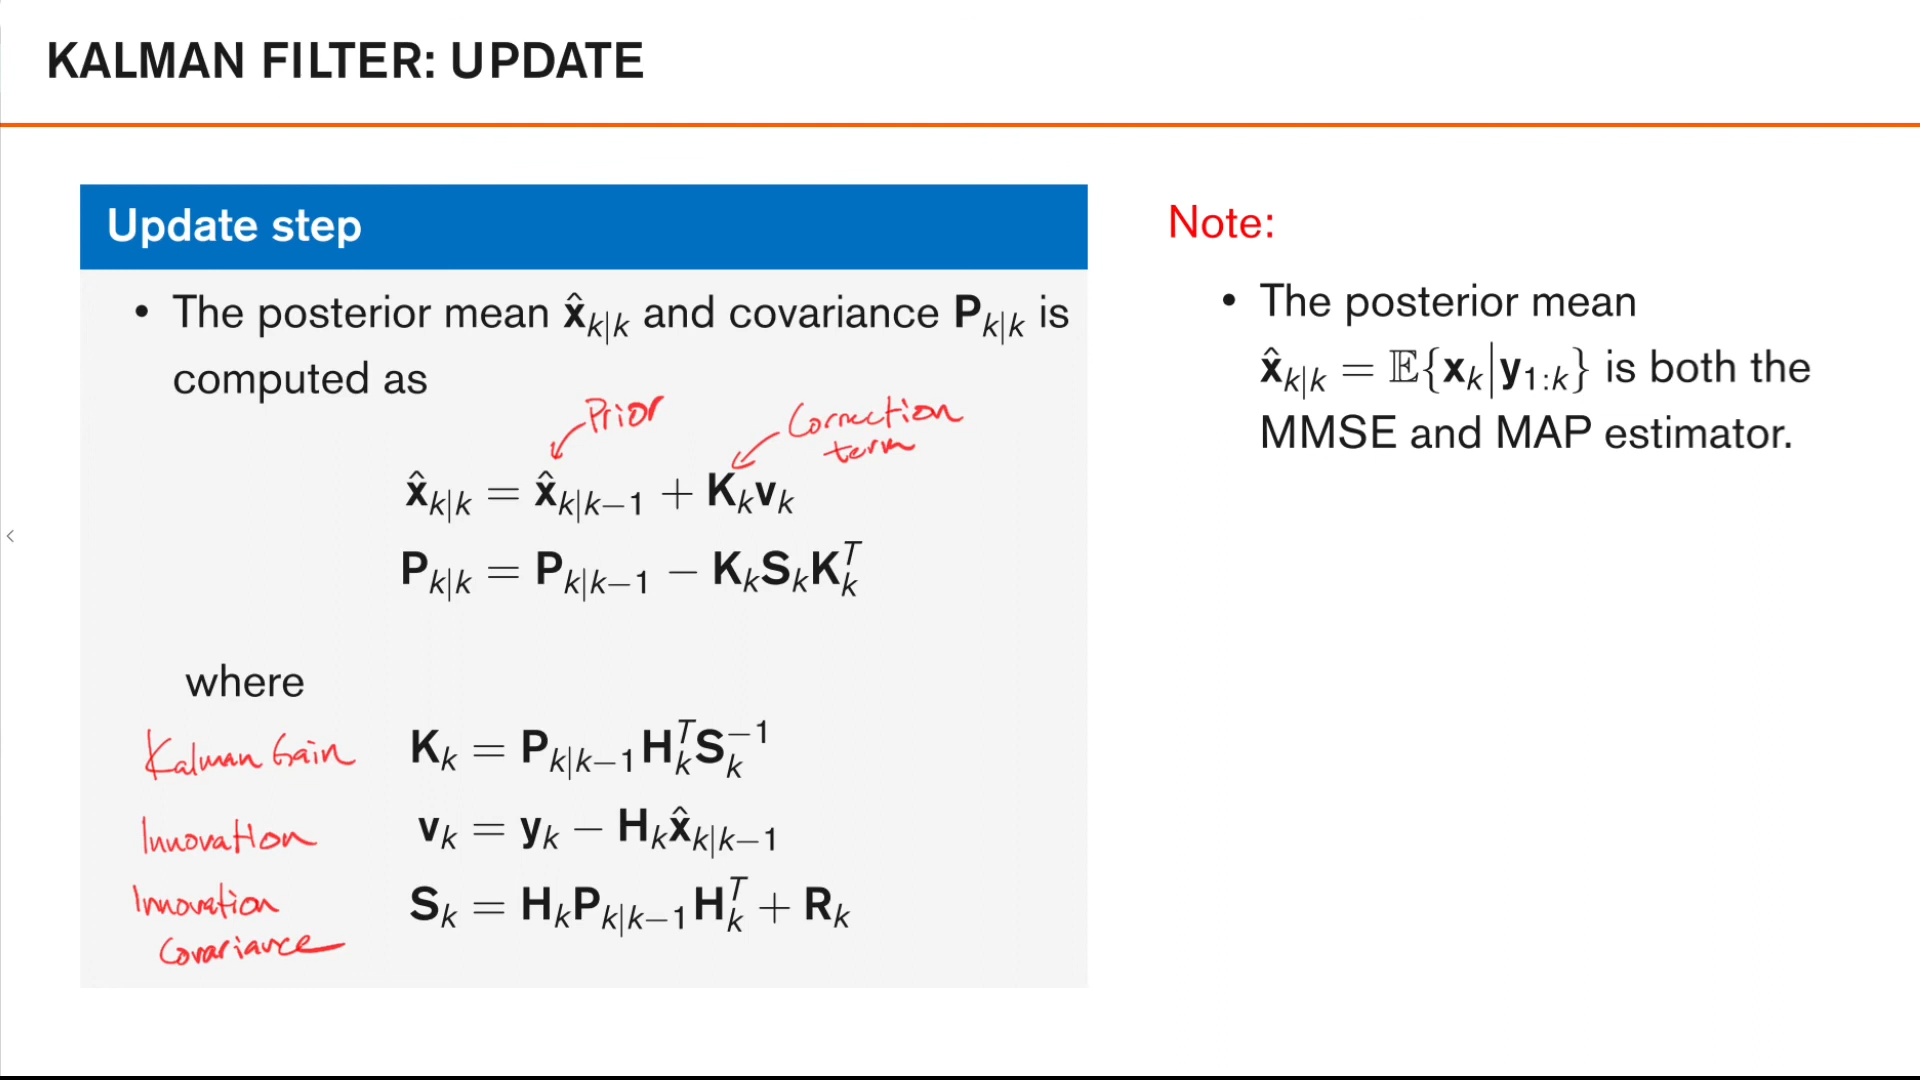 KALMAN FILTER: UPDATE
Update step
• The posterior mean x̂ₖ|ₖ and covariance Pₖ|ₖ is
computed as
Prior
Correction
term
x̂ₖ|ₖ = x̂ₖ|ₖ₋₁ + Kₖvₖ
Pₖ|ₖ = Pₖ|ₖ₋₁ − KₖSₖKₖᵀ
where
Kalman Gain Kₖ = Pₖ|ₖ₋₁HₖᵀSₖ⁻¹
Innovation vₖ = yₖ − Hₖx̂ₖ|ₖ₋₁
Innovation Sₖ = HₖPₖ|ₖ₋₁Hₖᵀ + Rₖ
Covariance
Note:
• The posterior mean
x̂ₖ|ₖ = 𝔼{xₖ|y₁:ₖ} is both the
MMSE and MAP estimator.